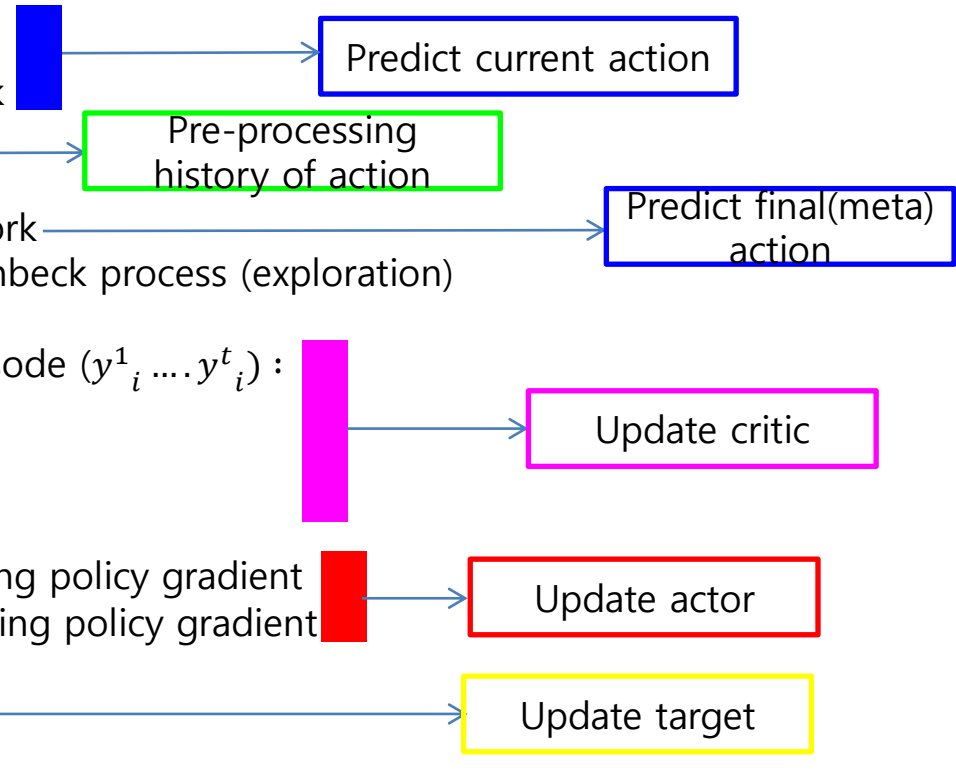 Predict current action
k
Pre-processing
history of action
Predict final(meta)
action
ork
nbeck process (exploration)
ode (y¹ᵢ .... yᵗᵢ) :
Update critic
ng policy gradient
ing policy gradient
Update actor
Update target